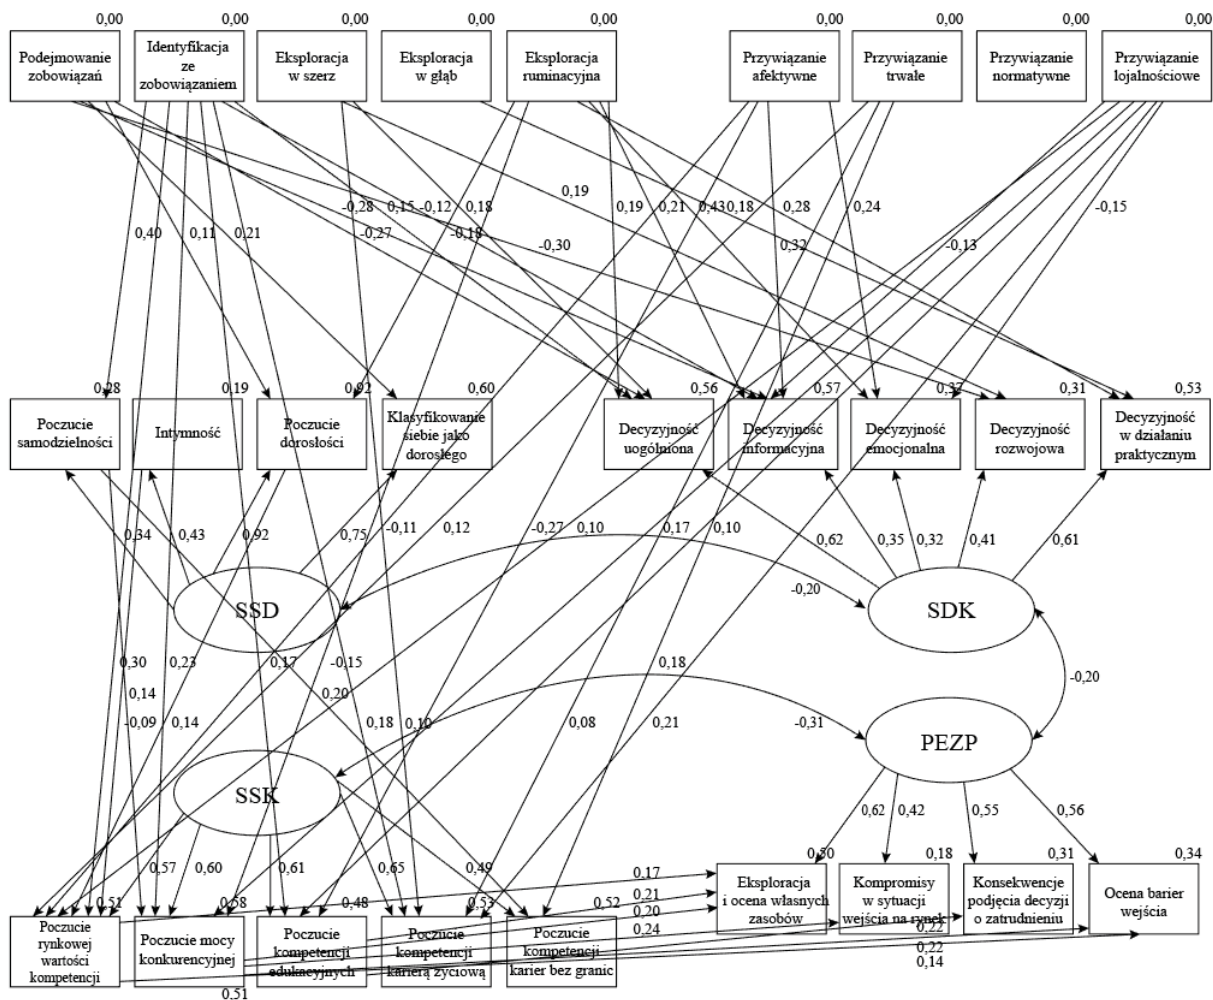 0,00 0,00 0,00 0,00 0,00 0,00 0,00 0,00 0,00
Podejmowanie
zobowiązań
Identyfikacja
ze
zobowiązaniem
Eksploracja
w szerz
Eksploracja
w głąb
Eksploracja
ruminacyjna
Przywiązanie
afektywne
Przywiązanie
trwałe
Przywiązanie
normatywne
Przywiązanie
lojalnościowe
0,19
-0,28 0,15 -0,12 0,18 0,19 0,21 0,43 0,18 0,28 0,24 -0,15
0,40 0,11 0,21 -0,27 -0,18 -0,30 0,32 -0,13
0,28 0,19 0,92 0,60 0,56 0,57 0,37 0,31 0,53
Poczucie
samodzielności
Intymność
Poczucie
dorosłości
Klasyfikowanie
siebie jako
dorosłego
Decyzyjność
uogólniona
Decyzyjność
informacyjna
Decyzyjność
emocjonalna
Decyzyjność
rozwojowa
Decyzyjność
w działaniu
praktycznym
0,34 0,43 0,92 0,75 -0,11 0,12 -0,27 0,10 0,17 0,10 0,62 0,35 0,32 0,41 0,61
SSD
SDK
-0,20
0,30 0,23 0,17 -0,15 0,18 -0,20
0,14 0,20
-0,09 0,14 0,18 0,10 0,08 0,21 -0,31
PEZP
SSK
0,62 0,42 0,55 0,56
0,57 0,60 0,61 0,65 0,49 0,17 0,50 0,18 0,31 0,34
Eksploracja
i ocena własnych
zasobów
Kompromisy
w sytuacji
wejścia na rynek
Konsekwencje
podjęcia decyzji
o zatrudnieniu
Ocena barier
wejścia
0,51 0,58 0,48 0,53 0,52 0,21
0,20
0,24 0,22
0,22
0,14
Poczucie
rynkowej
wartości
kompetencji
Poczucie mocy
konkurencyjnej
Poczucie
kompetencji
edukacyjnych
Poczucie
kompetencji
karierą życiową
Poczucie
kompetencji
karier bez granic
0,51